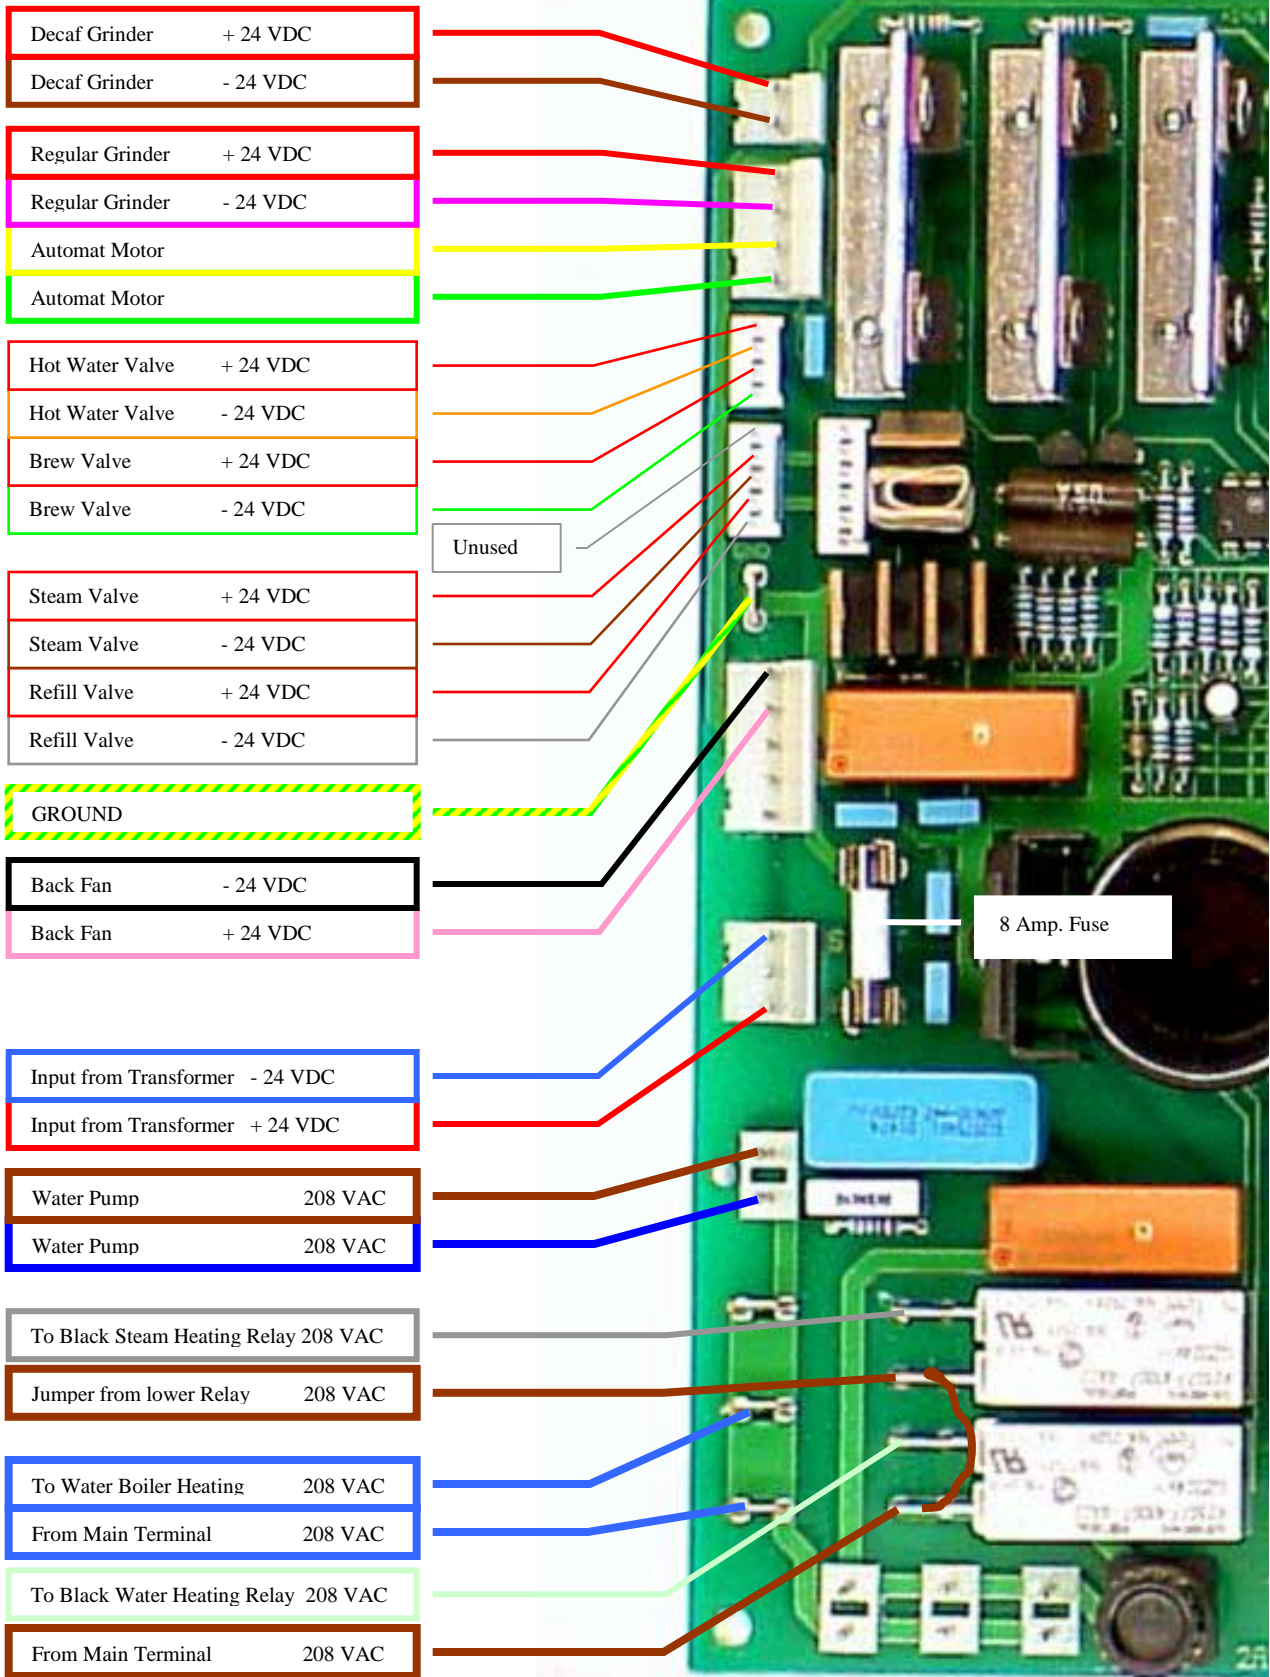 Decaf Grinder + 24 VDC
Decaf Grinder - 24 VDC
Regular Grinder + 24 VDC
Regular Grinder - 24 VDC
Automat Motor
Automat Motor
Hot Water Valve + 24 VDC
Hot Water Valve - 24 VDC
Brew Valve + 24 VDC
Brew Valve - 24 VDC
Unused
Steam Valve + 24 VDC
Steam Valve - 24 VDC
Refill Valve + 24 VDC
Refill Valve - 24 VDC
GROUND
Back Fan - 24 VDC
Back Fan + 24 VDC
8 Amp. Fuse
Input from Transformer - 24 VDC
Input from Transformer + 24 VDC
Water Pump 208 VAC
Water Pump 208 VAC
To Black Steam Heating Relay 208 VAC
Jumper from lower Relay 208 VAC
To Water Boiler Heating 208 VAC
From Main Terminal 208 VAC
To Black Water Heating Relay 208 VAC
From Main Terminal 208 VAC